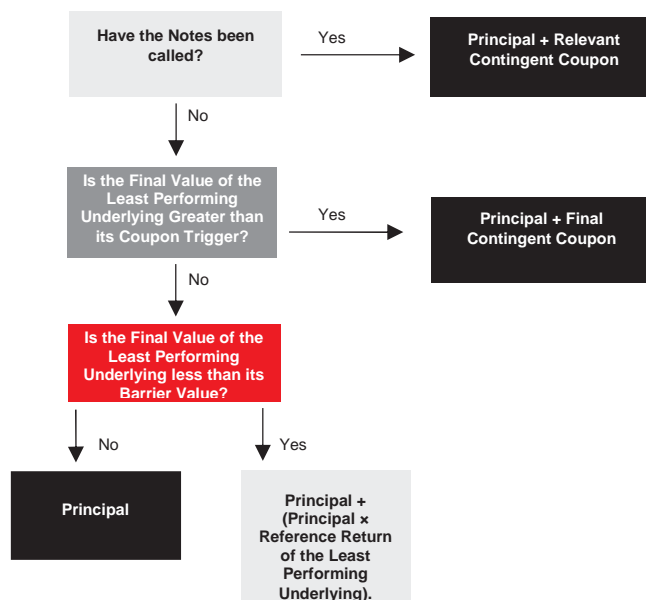 Have the Notes been
called?
Yes
Principal + Relevant
Contingent Coupon
No
Is the Final Value of the
Least Performing
Underlying Greater than
its Coupon Trigger?
Yes
Principal + Final
Contingent Coupon
No
Is the Final Value of the
Least Performing
Underlying less than its
Barrier Value?
No
Yes
Principal
Principal +
(Principal ×
Reference Return
of the Least
Performing
Underlying).